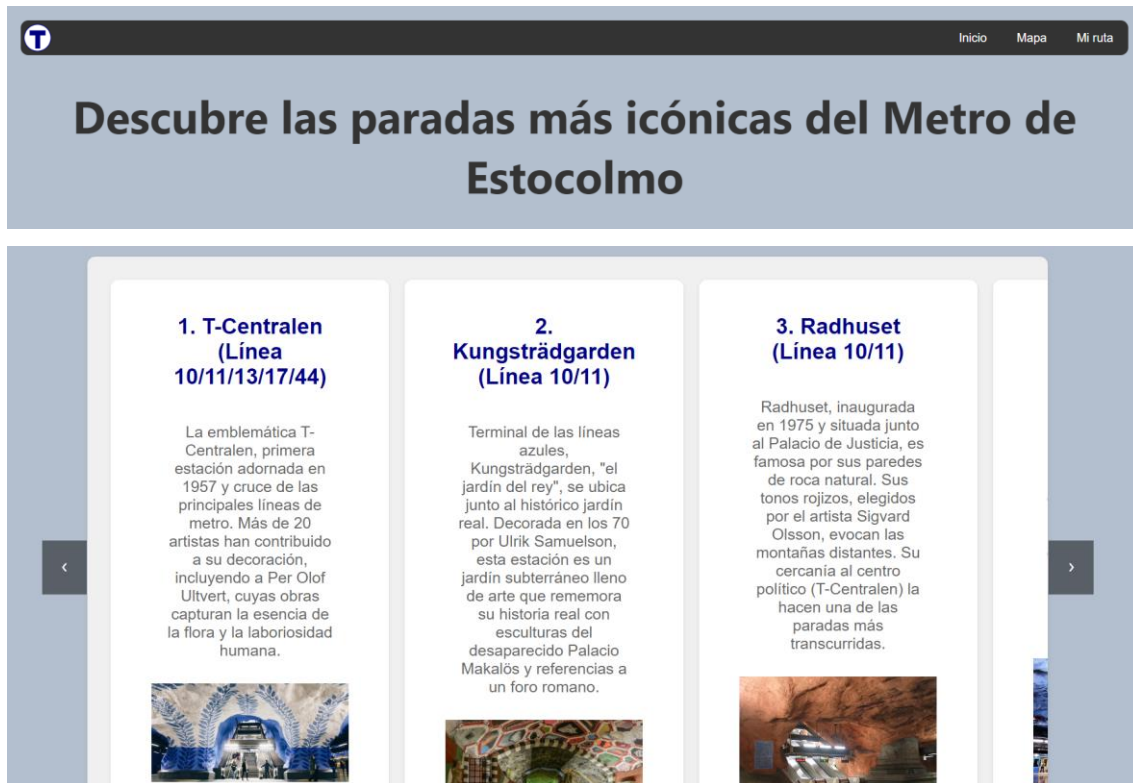 T
Inicio Mapa Mi ruta
Descubre las paradas más icónicas del Metro de
Estocolmo
1. T-Centralen
(Línea
10/11/13/17/44)
La emblemática T-
Centralen, primera
estación adornada en
1957 y cruce de las
principales líneas de
metro. Más de 20
artistas han contribuido
a su decoración,
incluyendo a Per Olof
Ultvert, cuyas obras
capturan la esencia de
la flora y la laboriosidad
humana.
2.
Kungsträdgarden
(Línea 10/11)
Terminal de las líneas
azules,
Kungsträdgarden, "el
jardín del rey", se ubica
junto al histórico jardín
real. Decorada en los 70
por Ulrik Samuelson,
esta estación es un
jardín subterráneo lleno
de arte que rememora
su historia real con
esculturas del
desaparecido Palacio
Makalös y referencias a
un foro romano.
3. Radhuset
(Línea 10/11)
Radhuset, inaugurada
en 1975 y situada junto
al Palacio de Justicia, es
famosa por sus paredes
de roca natural. Sus
tonos rojizos, elegidos
por el artista Sigvard
Olsson, evocan las
montañas distantes. Su
cercanía al centro
político (T-Centralen) la
hacen una de las
paradas más
transcurridas.
‹
›